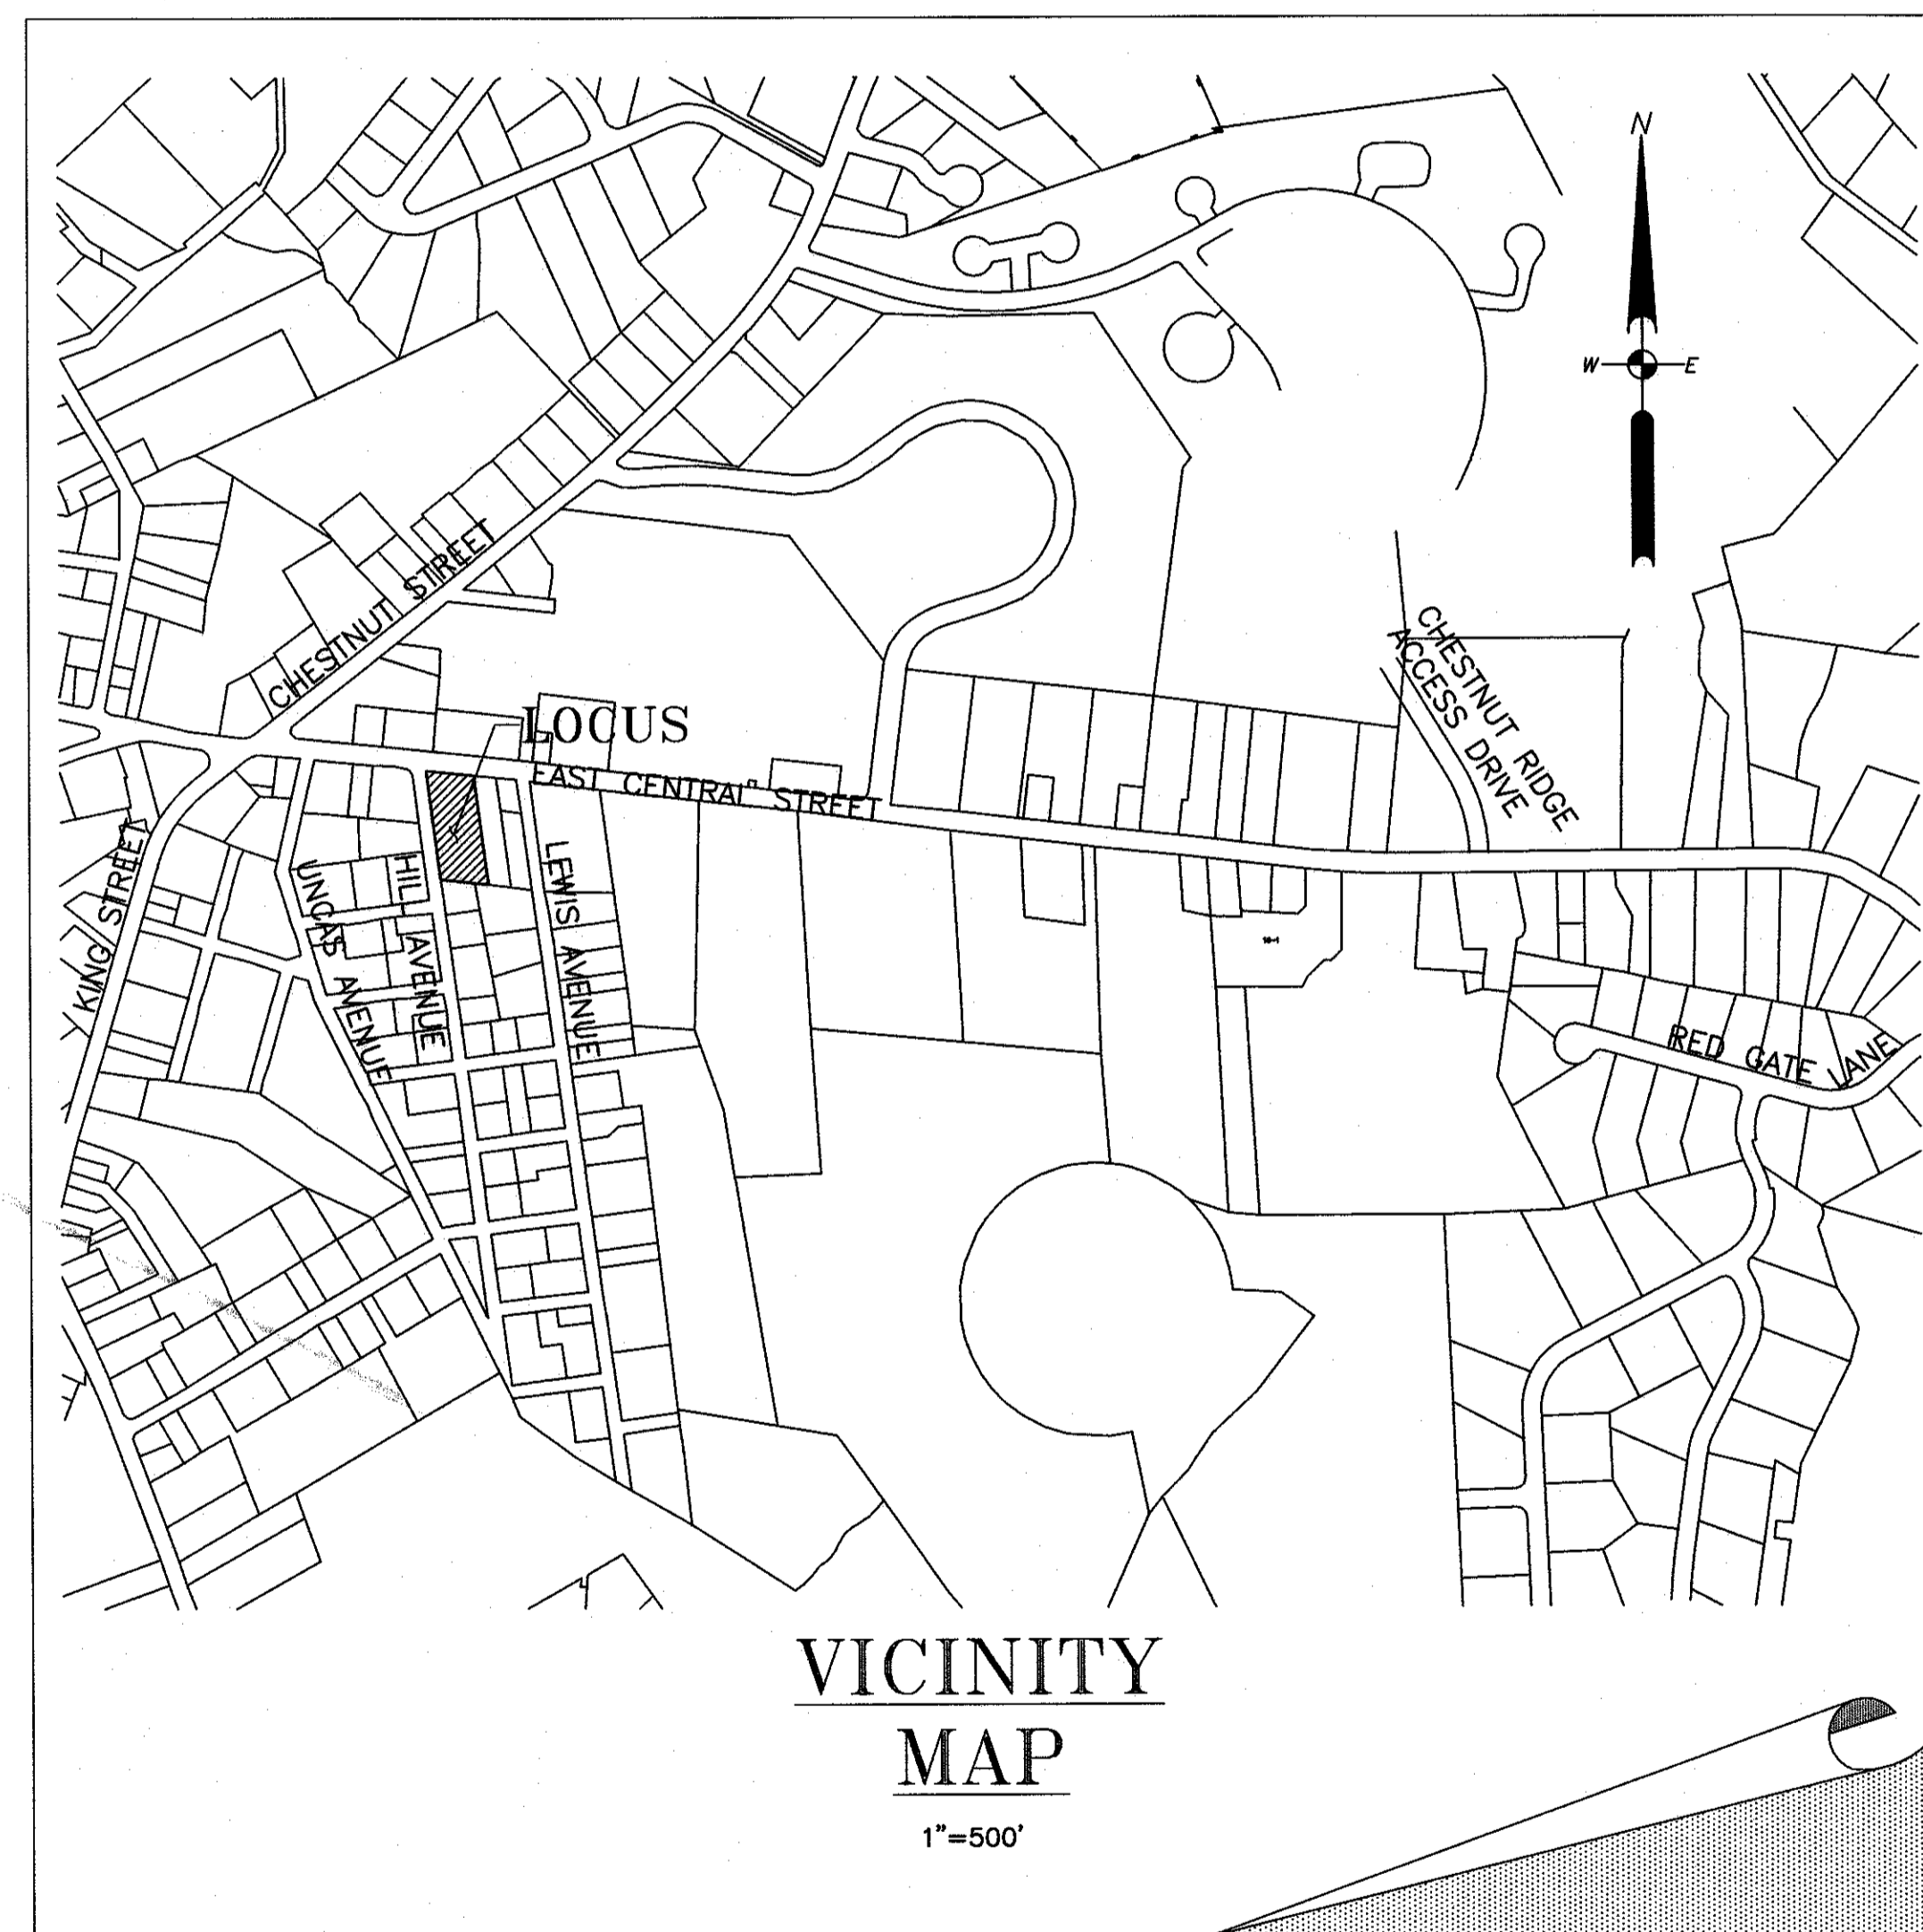 N
W E
CHESTNUT STREET
CHESTNUT RIDGE
ACCESS DRIVE
LOCUS
EAST CENTRAL STREET
KING STREET
UNCAS AVENUE
HILL AVENUE
LEWIS AVENUE
RED GATE LANE
VICINITY
MAP
1"=500'